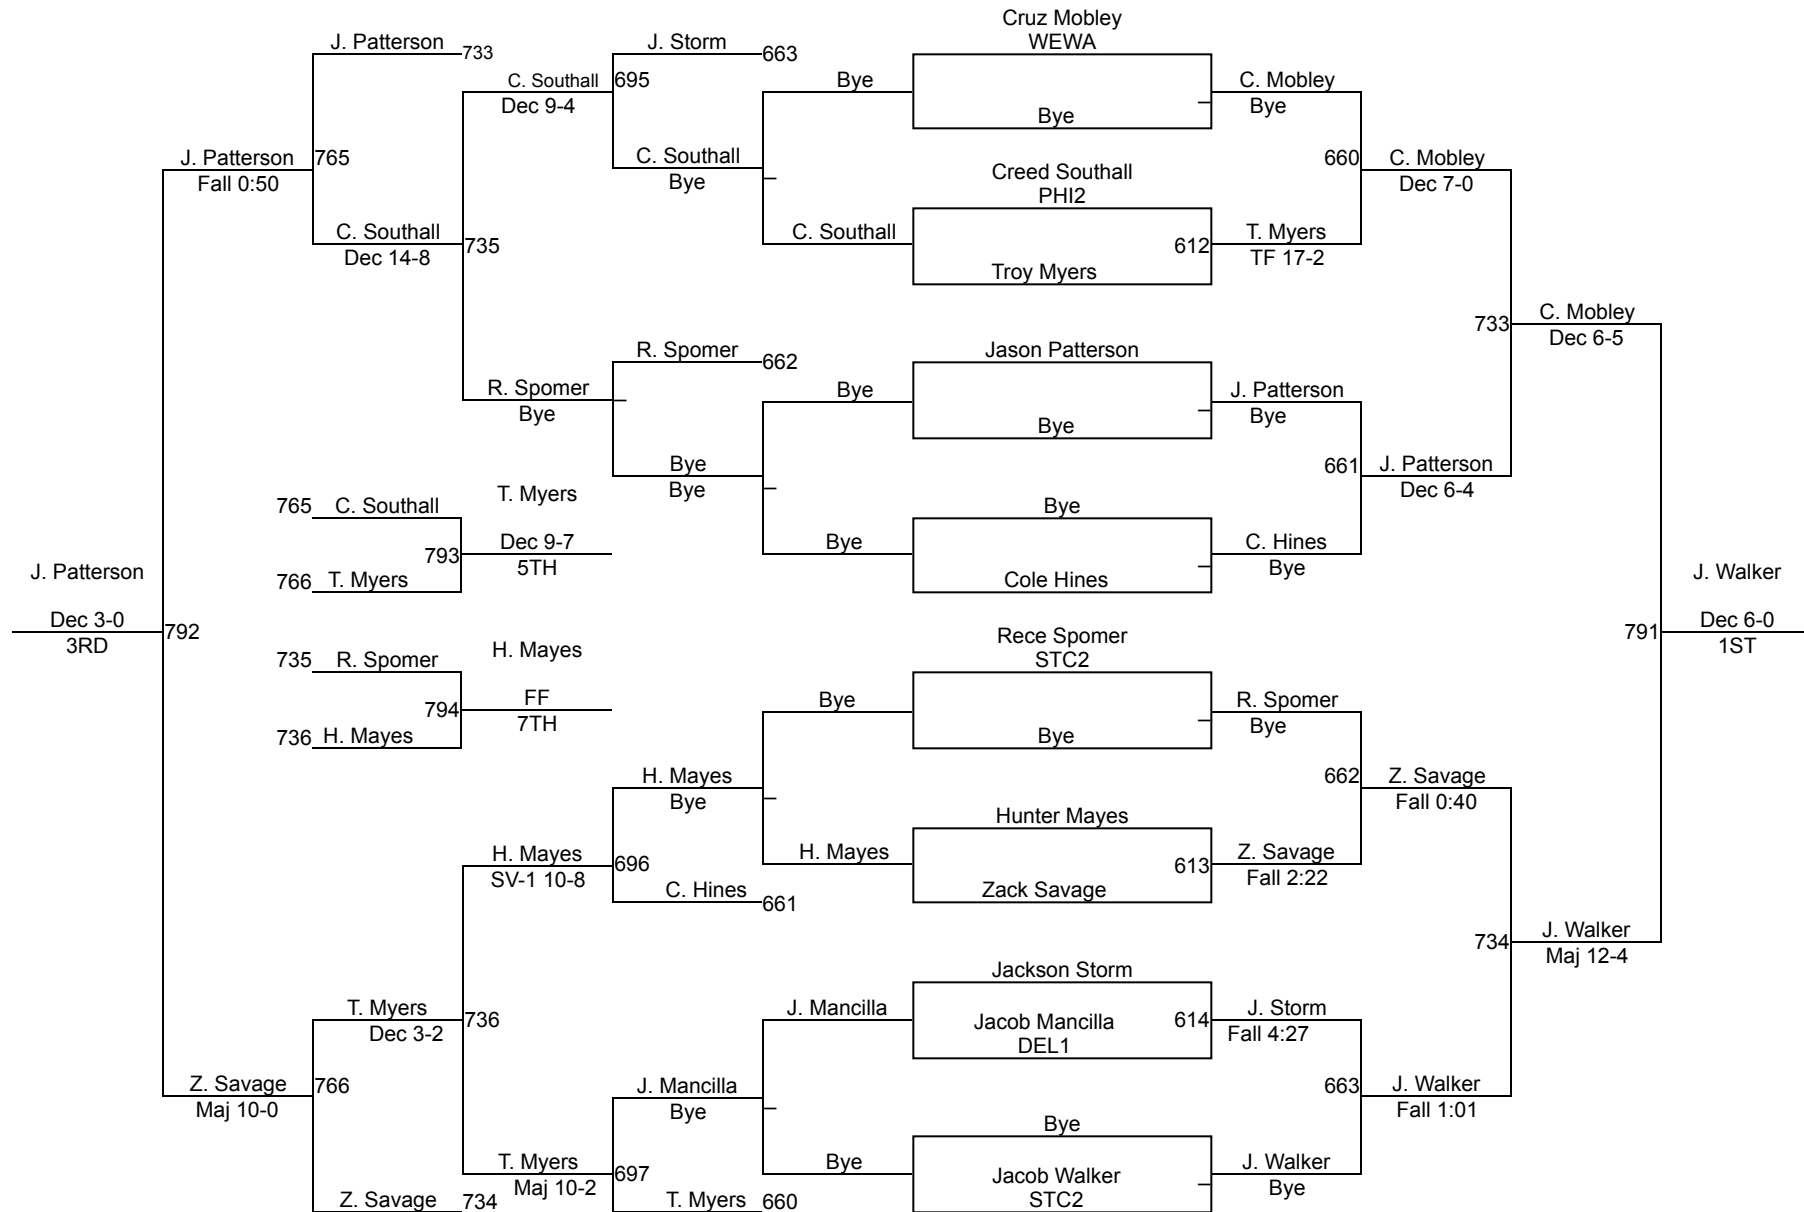 Cruz Mobley
WEWA
J. Patterson
733
J. Storm
663
C. Southall
695
Dec 9-4
Bye
C. Mobley
Bye
Bye
J. Patterson
765
Fall 0:50
C. Southall
Bye
Creed Southall
PHI2
660
C. Mobley
Dec 7-0
C. Southall
Dec 14-8
735
C. Southall
612
Troy Myers
T. Myers
TF 17-2
733
C. Mobley
Dec 6-5
R. Spomer
662
Jason Patterson
R. Spomer
Bye
Bye
Bye
J. Patterson
Bye
Bye
Bye
661
J. Patterson
Dec 6-4
765
C. Southall
T. Myers
793
Dec 9-7
5TH
766
T. Myers
Bye
Bye
Cole Hines
C. Hines
Bye
J. Patterson
Dec 3-0
3RD
792
J. Walker
791
Dec 6-0
1ST
735
R. Spomer
H. Mayes
794
FF
7TH
736
H. Mayes
Rece Spomer
STC2
Bye
Bye
R. Spomer
Bye
H. Mayes
Bye
662
Z. Savage
Fall 0:40
Hunter Mayes
H. Mayes
SV-1 10-8
696
H. Mayes
613
Zack Savage
Z. Savage
Fall 2:22
C. Hines
661
734
J. Walker
Maj 12-4
Jackson Storm
T. Myers
Dec 3-2
736
J. Mancilla
Jacob Mancilla
DEL1
614
J. Storm
Fall 4:27
Z. Savage
Maj 10-0
766
J. Mancilla
Bye
663
J. Walker
Fall 1:01
Bye
T. Myers
Maj 10-2
697
Bye
Jacob Walker
STC2
J. Walker
Bye
Z. Savage
734
T. Myers
660